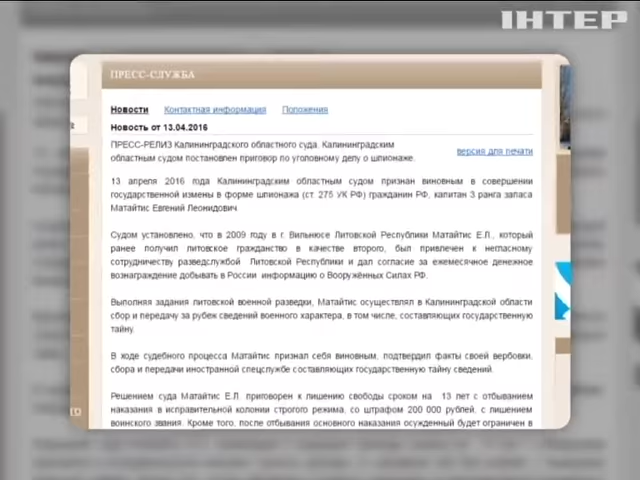 ІНТЕР
ПРЕСС-СЛУЖБА
Новости Контактная информация Положения
Новость от 13.04.2016
ПРЕСС-РЕЛИЗ Калининградского областного суда. Калининградским
областным судом постановлен приговор по уголовному делу о шпионаже.
версия для печати
13 апреля 2016 года Калининградским областным судом признан виновным в совершении
государственной измены в форме шпионажа (ст. 275 УК РФ) гражданин РФ, капитан 3 ранга запаса
Матайтис Евгений Леонидович.
Судом установлено, что в 2009 году в г. Вильнюсе Литовской Республики Матайтис Е.Л., который
ранее получил литовское гражданство в качестве второго, был привлечен к негласному
сотрудничеству разведслужбой Литовской Республики и дал согласие за ежемесячное денежное
вознаграждение добывать в России информацию о Вооружённых Силах РФ.
Выполняя задания литовской военной разведки, Матайтис осуществлял в Калининградской области
сбор и передачу за рубеж сведений военного характера, в том числе, составляющих государственную
тайну.
В ходе судебного процесса Матайтис признал себя виновным, подтвердил факты своей вербовки,
сбора и передачи иностранной спецслужбе составляющих государственную тайну сведений.
Решением суда Матайтис Е.Л. приговорен к лишению свободы сроком на 13 лет с отбыванием
наказания в исправительной колонии строгого режима, со штрафом 200 000 рублей, с лишением
воинского звания. Кроме того, после отбывания основного наказания осужденный будет ограничен в